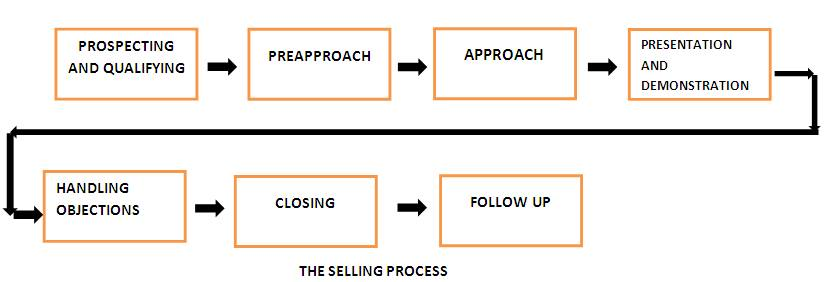 PROSPECTING
AND QUALIFYING
PREAPPROACH
APPROACH
PRESENTATION
AND
DEMONSTRATION
HANDLING
OBJECTIONS
CLOSING
FOLLOW UP
THE SELLING PROCESS